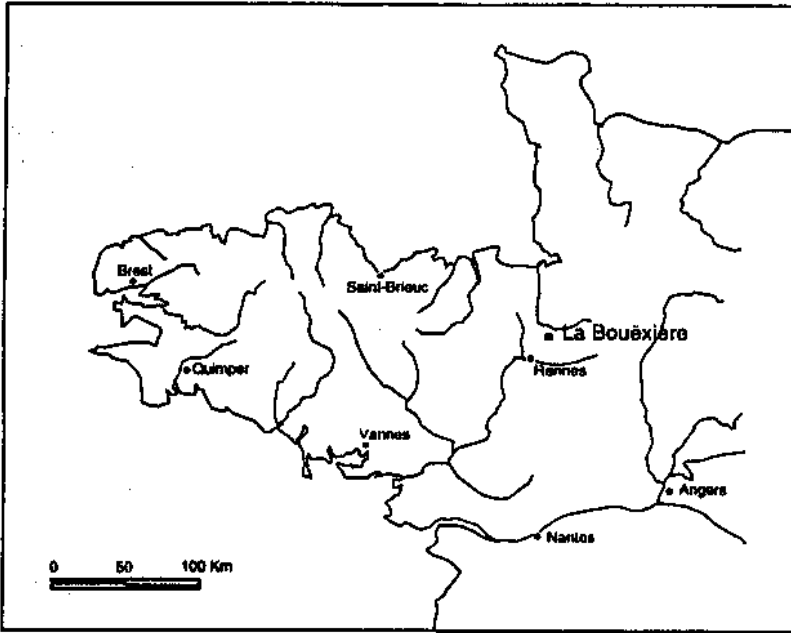 Brest
Saint-Brieuc
La Bouëxière
Rennes
Quimper
Vannes
Angers
Nantes
0 50 100 Km